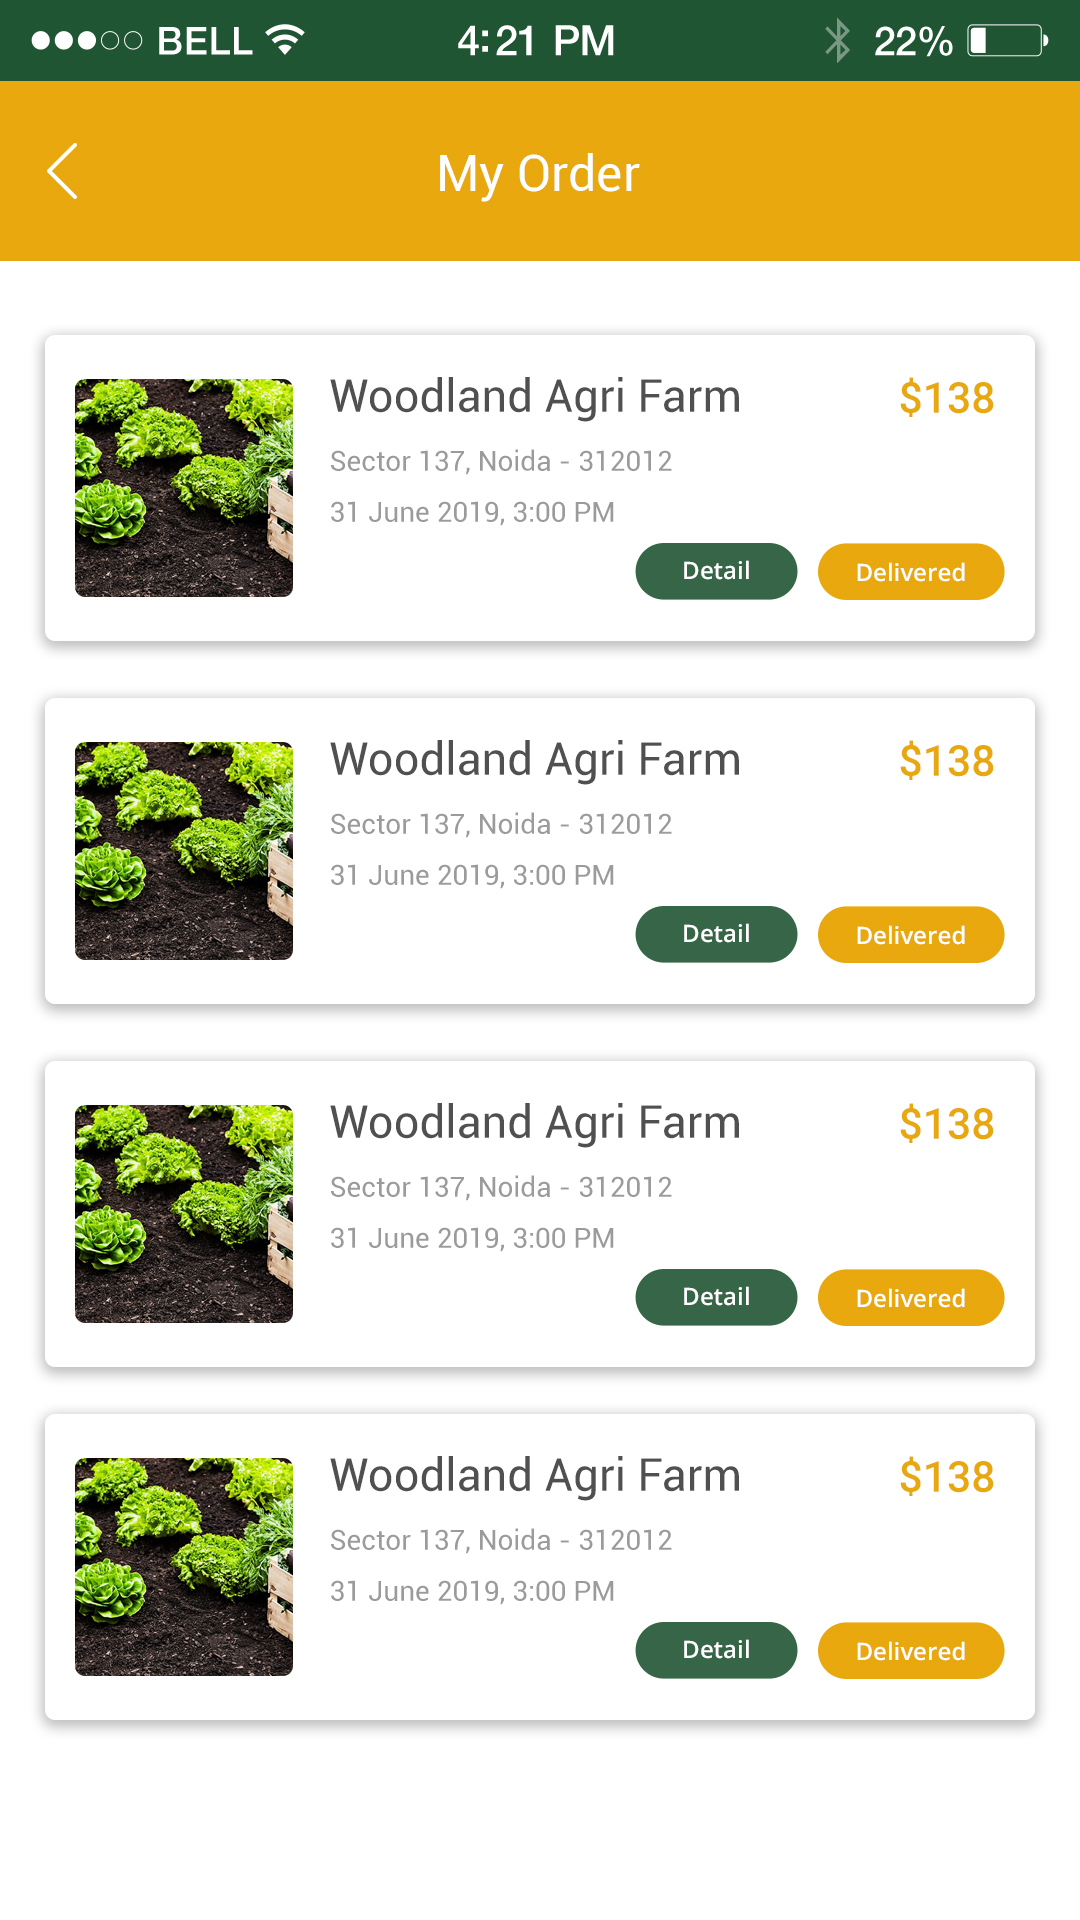 BELL 4:21 PM 22%
My Order
Woodland Agri Farm $138
Sector 137, Noida - 312012
31 June 2019, 3:00 PM
Detail Delivered
Woodland Agri Farm $138
Sector 137, Noida - 312012
31 June 2019, 3:00 PM
Detail Delivered
Woodland Agri Farm $138
Sector 137, Noida - 312012
31 June 2019, 3:00 PM
Detail Delivered
Woodland Agri Farm $138
Sector 137, Noida - 312012
31 June 2019, 3:00 PM
Detail Delivered